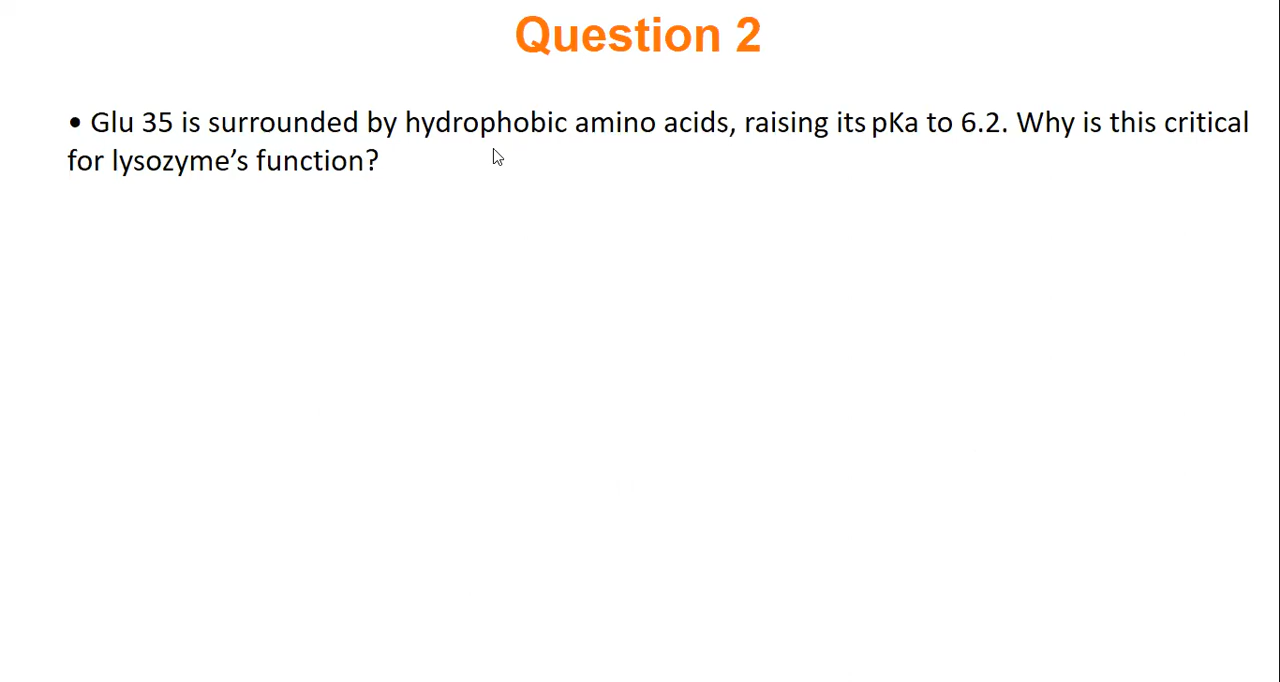 Question 2
• Glu 35 is surrounded by hydrophobic amino acids, raising its pKa to 6.2. Why is this critical
for lysozyme’s function?